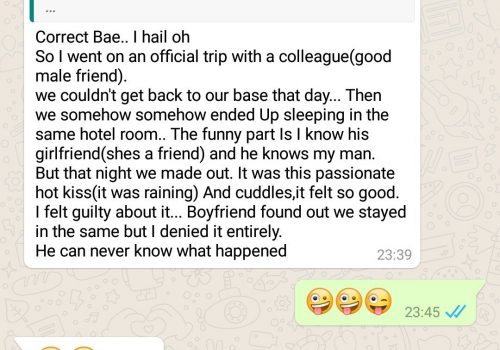 ...
Correct Bae.. I hail oh
So I went on an official trip with a colleague(good
male friend).
we couldn't get back to our base that day... Then
we somehow somehow ended Up sleeping in the
same hotel room.. The funny part Is I know his
girlfriend(shes a friend) and he knows my man.
But that night we made out. It was this passionate
hot kiss(it was raining) And cuddles,it felt so good.
I felt guilty about it... Boyfriend found out we stayed
in the same but I denied it entirely.
He can never know what happened
23:39
🤪🤪😜 23:45